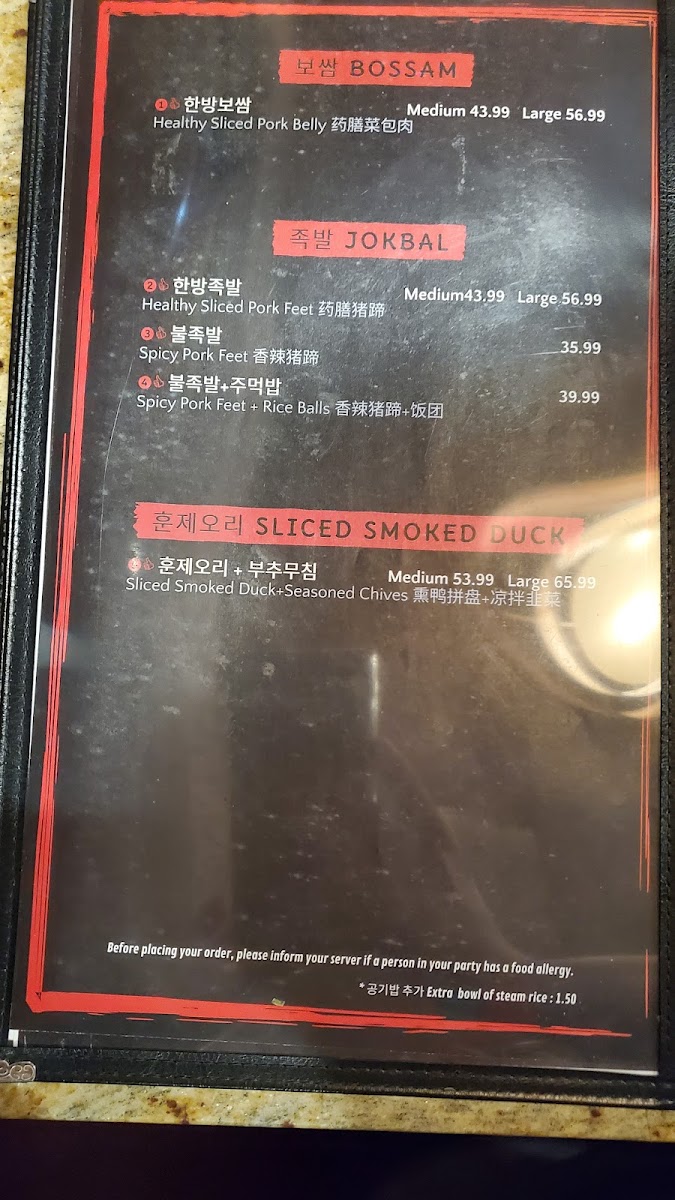 보쌈 BOSSAM
1 한방보쌈 Medium 43.99 Large 56.99
Healthy Sliced Pork Belly 药膳菜包肉
족발 JOKBAL
2 한방족발 Medium43.99 Large 56.99
Healthy Sliced Pork Feet 药膳猪蹄
3 불족발 35.99
Spicy Pork Feet 香辣猪蹄
4 불족발+주먹밥 39.99
Spicy Pork Feet + Rice Balls 香辣猪蹄+饭团
훈제오리 SLICED SMOKED DUCK
훈제오리 + 부추무침 Medium 53.99 Large 65.99
Sliced Smoked Duck+Seasoned Chives 熏鸭拼盘+凉拌韭菜
Before placing your order, please inform your server if a person in your party has a food allergy.
* 공기밥 추가 Extra bowl of steam rice : 1.50